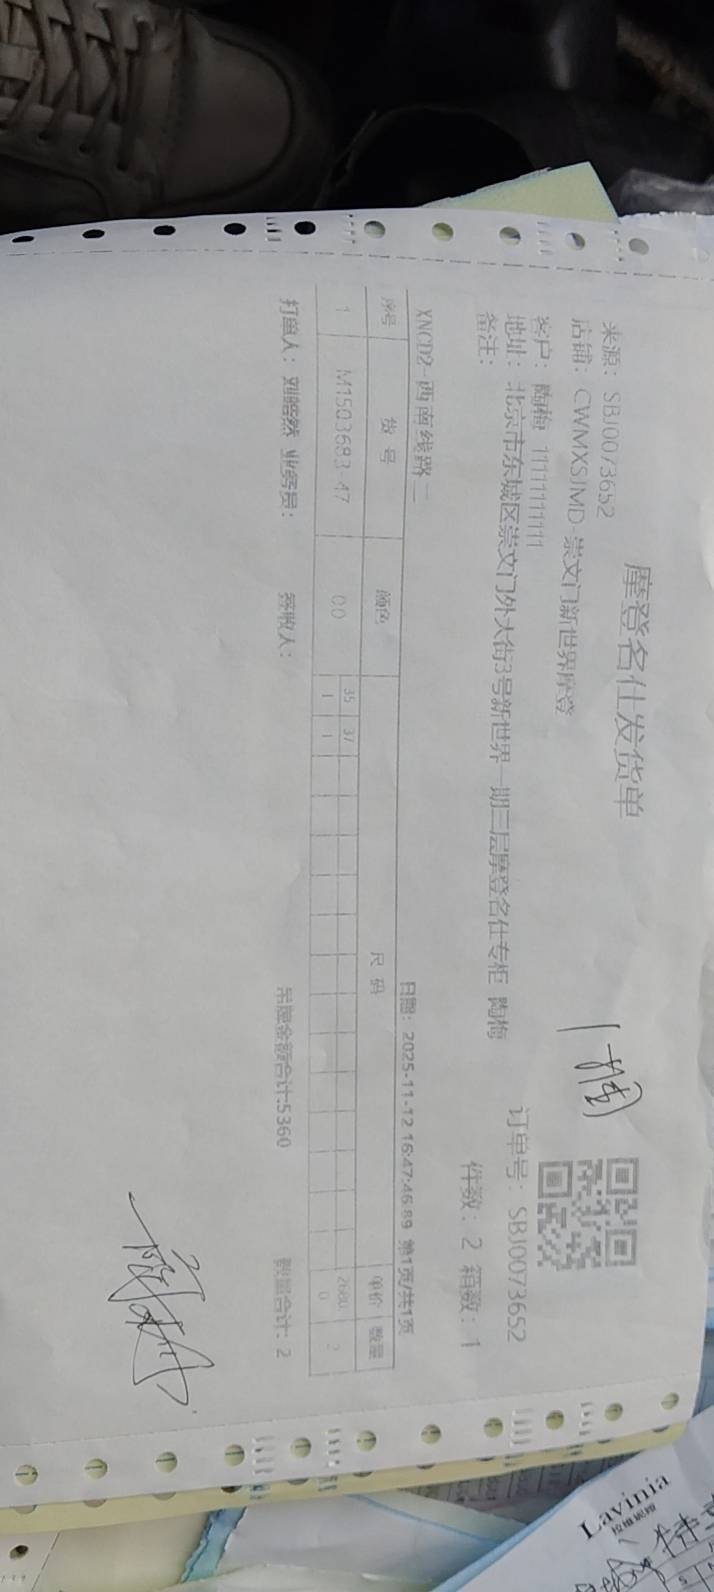 摩登名仕发货单
来源：SBJ0073652
店铺：CWMXSJMD-崇文门新世界摩登
客户：陶梅 11111111111
订单号：SBJ0073652
地址：北京市东城区崇文门外大街3号新世界一期三层摩登名仕专柜 陶梅
备注：
件数：2 箱数：1
XNCD2-西南线路二
日期：2025-11-12 16:47:46.89 第1页/共1页
序号 货号 颜色 尺码 单价 数量
1 M1503683-47 00 35 37 2680.0 2
1 1
打单人：刘皓然 业务员： 签收人： 吊牌金额合计:5360 数量合计：2
Lavinia